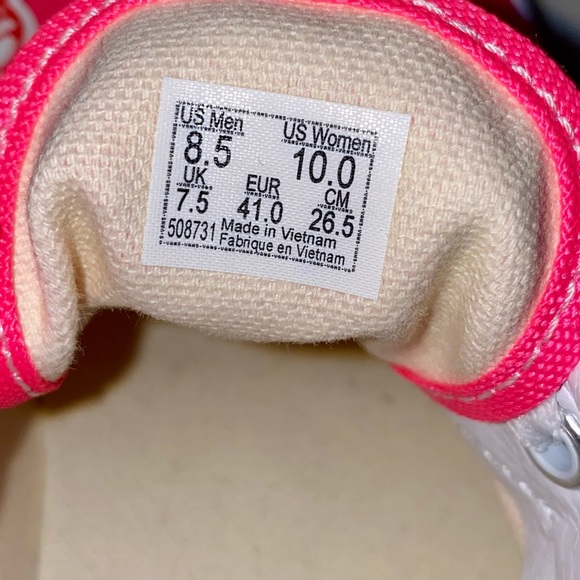 US Men US Women
8.5 10.0
UK EUR CM
7.5 41.0 26.5
508731 Made in Vietnam
Fabrique en Vietnam